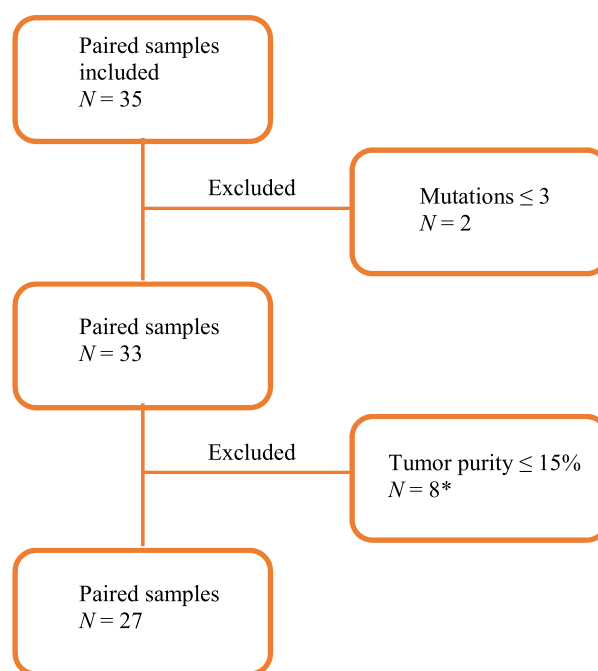 Paired samples
included
N = 35
Excluded
Mutations ≤ 3
N = 2
Paired samples
N = 33
Excluded
Tumor purity ≤ 15%
N = 8*
Paired samples
N = 27